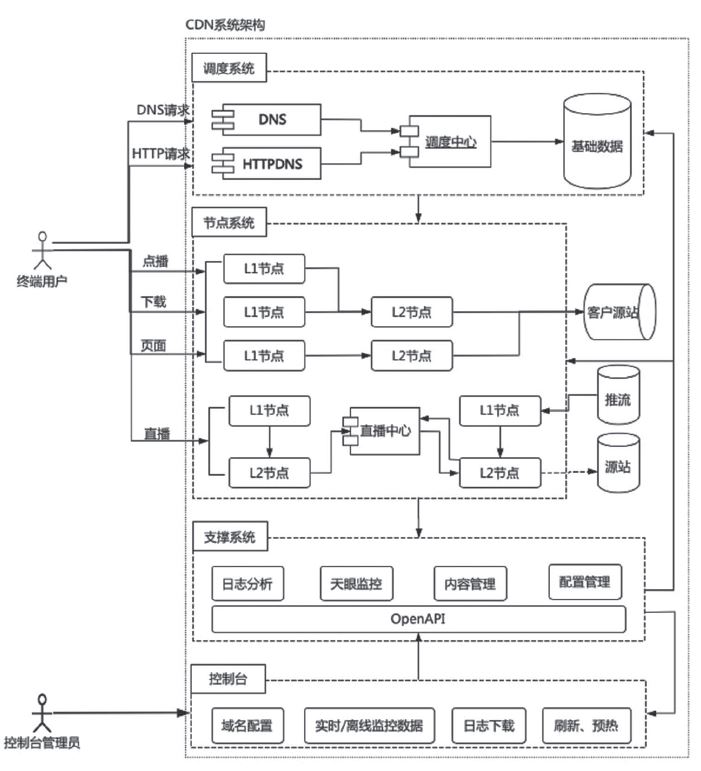 CDN系统架构
调度系统
DNS请求
DNS
HTTP请求
HTTPDNS
调度中心
基础数据
节点系统
终端用户
点播
L1节点
下载
L1节点
L2节点
客户源站
页面
L1节点
L2节点
直播
L1节点
L2节点
直播中心
L1节点
L2节点
推流
源站
支撑系统
日志分析
天眼监控
内容管理
配置管理
OpenAPI
控制台
控制台管理员
域名配置
实时/离线监控数据
日志下载
刷新、预热